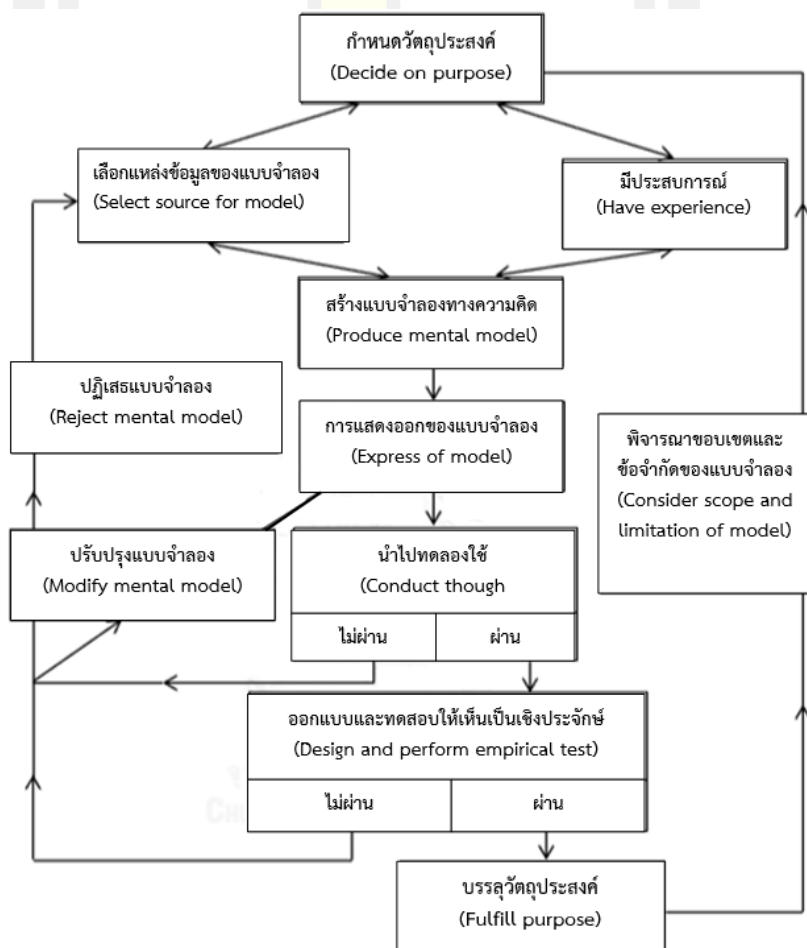 กำหนดวัตถุประสงค์
(Decide on purpose)
เลือกแหล่งข้อมูลของแบบจำลอง
(Select source for model)
มีประสบการณ์
(Have experience)
สร้างแบบจำลองทางความคิด
(Produce mental model)
ปฏิเสธแบบจำลอง
(Reject mental model)
การแสดงออกของแบบจำลอง
(Express of model)
พิจารณาขอบเขตและ
ข้อจำกัดของแบบจำลอง
(Consider scope and
limitation of model)
ปรับปรุงแบบจำลอง
(Modify mental model)
นำไปทดลองใช้
(Conduct though
ไม่ผ่าน
ผ่าน
ออกแบบและทดสอบให้เห็นเป็นเชิงประจักษ์
(Design and perform empirical test)
ไม่ผ่าน
ผ่าน
บรรลุวัตถุประสงค์
(Fulfill purpose)